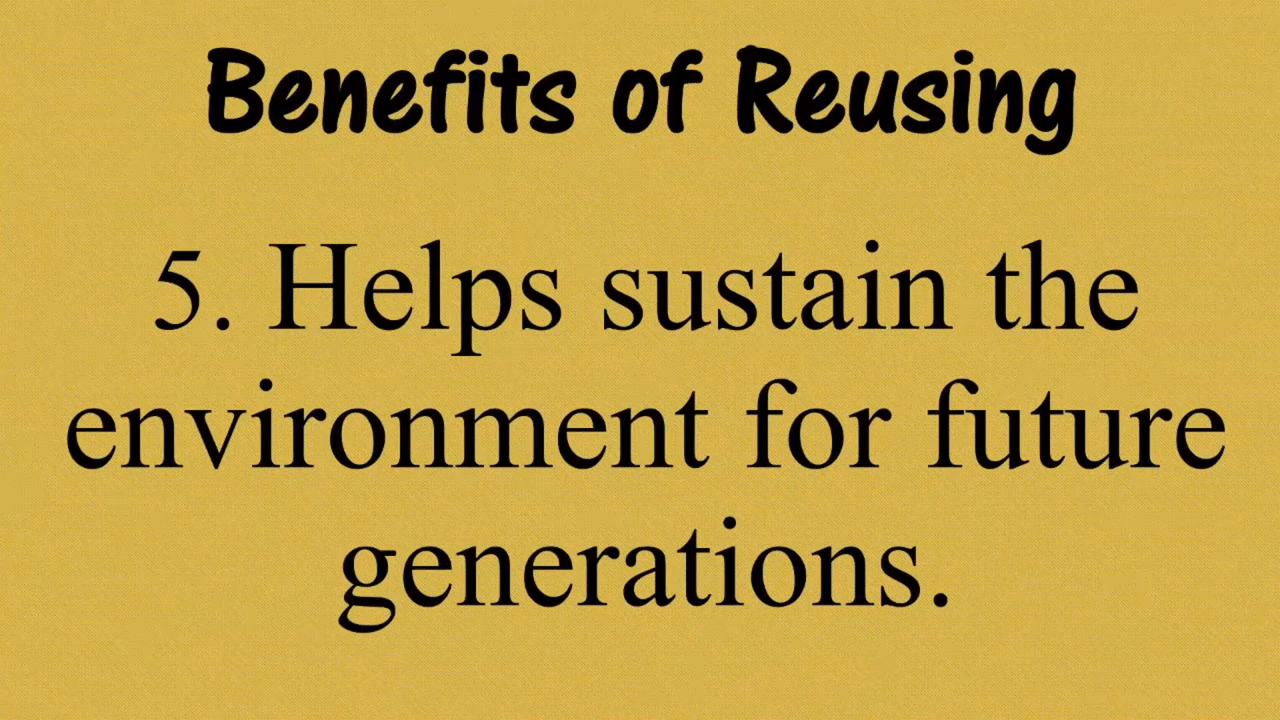 Benefits of Reusing
5. Helps sustain the
environment for future
generations.